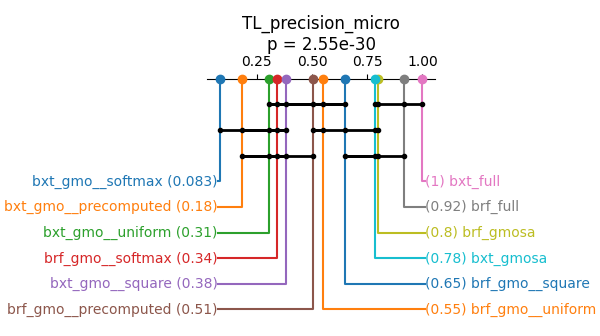 TL_precision_micro
p = 2.55e-30
0.25 0.50 0.75 1.00
bxt_gmo__softmax (0.083) (1) bxt_full
bxt_gmo__precomputed (0.18) (0.92) brf_full
bxt_gmo__uniform (0.31) (0.8) brf_gmosa
brf_gmo__softmax (0.34) (0.78) bxt_gmosa
bxt_gmo__square (0.38) (0.65) brf_gmo__square
brf_gmo__precomputed (0.51) (0.55) brf_gmo__uniform